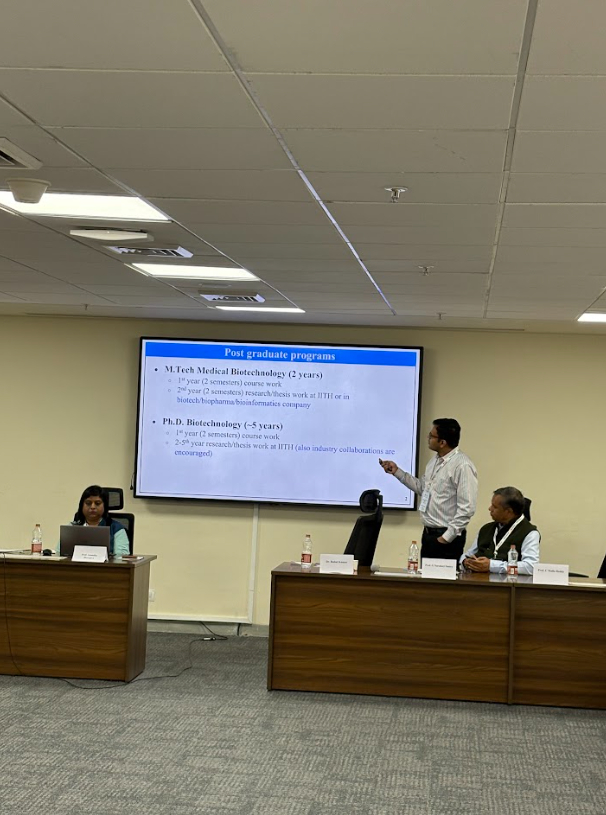 Post graduate programs
• M.Tech Medical Biotechnology (2 years)
○ 1st year (2 semesters) course work
○ 2nd year (2 semesters) research/thesis work at IITH or in
biotech/biopharma/bioinformatics company
• Ph.D. Biotechnology (~5 years)
○ 1st year (2 semesters) course work
○ 2-5th year research/thesis work at IITH (also industry collaborations are
encouraged)
2